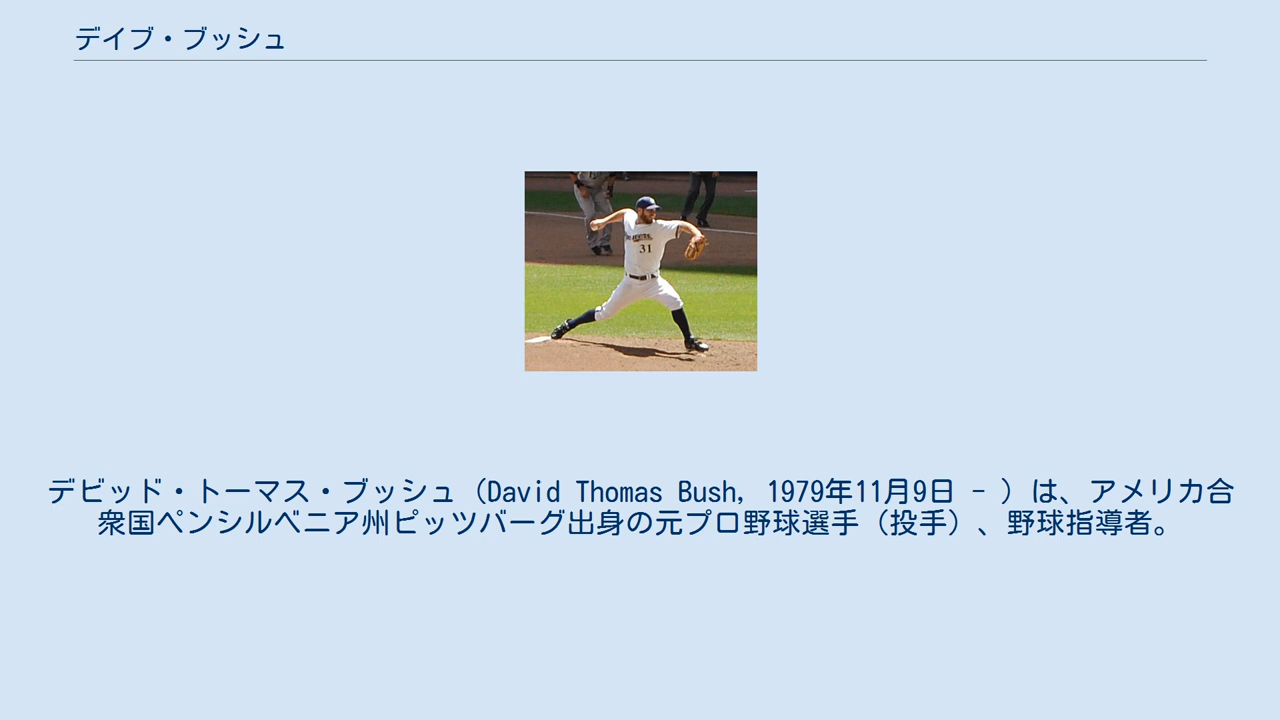 デイブ・ブッシュ
31
デビッド・トーマス・ブッシュ（David Thomas Bush, 1979年11月9日 - ）は、アメリカ合
衆国ペンシルベニア州ピッツバーグ出身の元プロ野球選手（投手）、野球指導者。